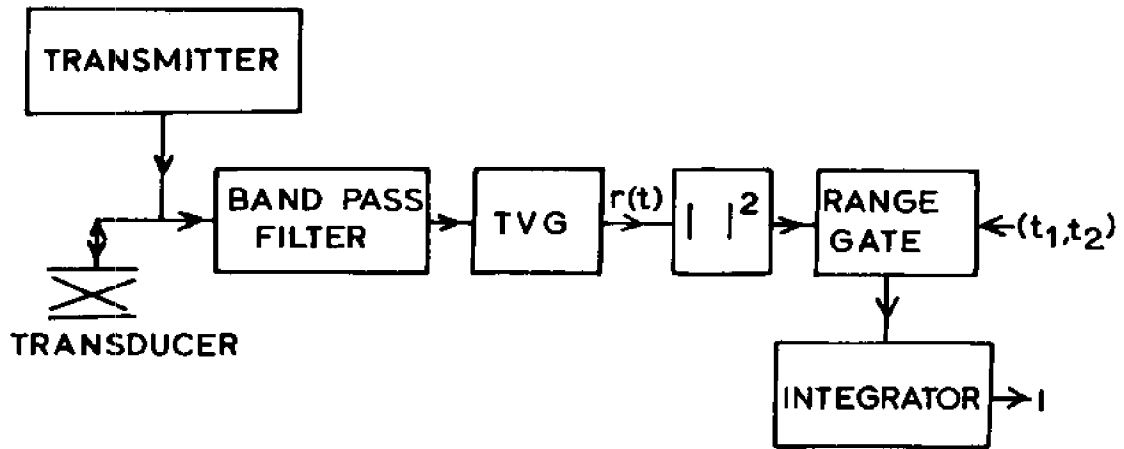 TRANSMITTER
BAND PASS
FILTER
TVG
r(t)
| |²
RANGE
GATE
(t₁,t₂)
TRANSDUCER
INTEGRATOR
I